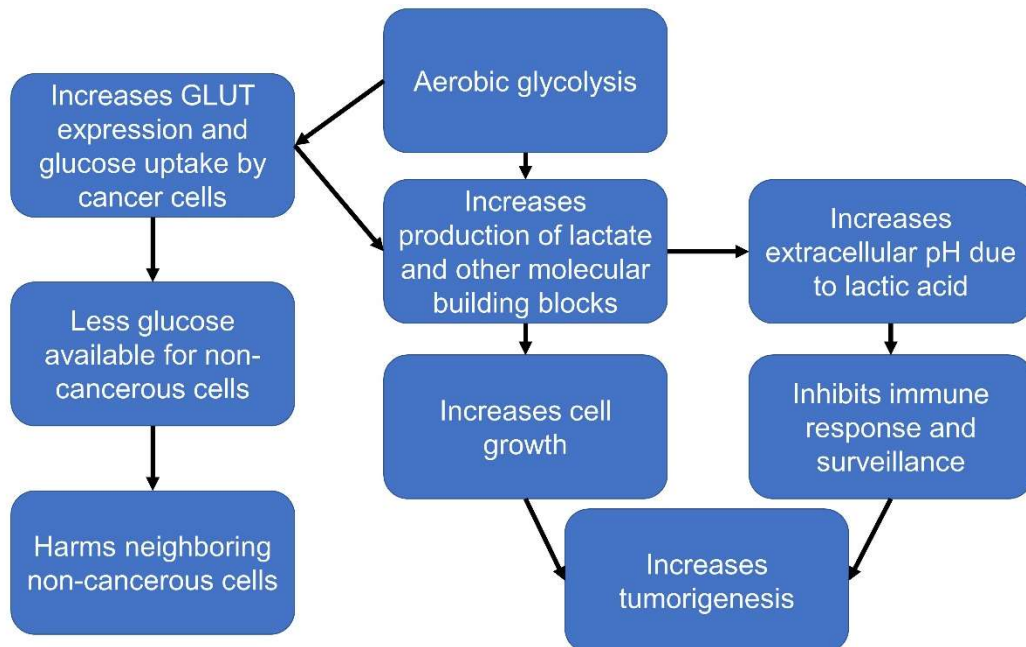 Aerobic glycolysis
Increases GLUT
expression and
glucose uptake by
cancer cells
Increases
production of lactate
and other molecular
building blocks
Increases
extracellular pH due
to lactic acid
Less glucose
available for non-
cancerous cells
Increases cell
growth
Inhibits immune
response and
surveillance
Harms neighboring
non-cancerous cells
Increases
tumorigenesis